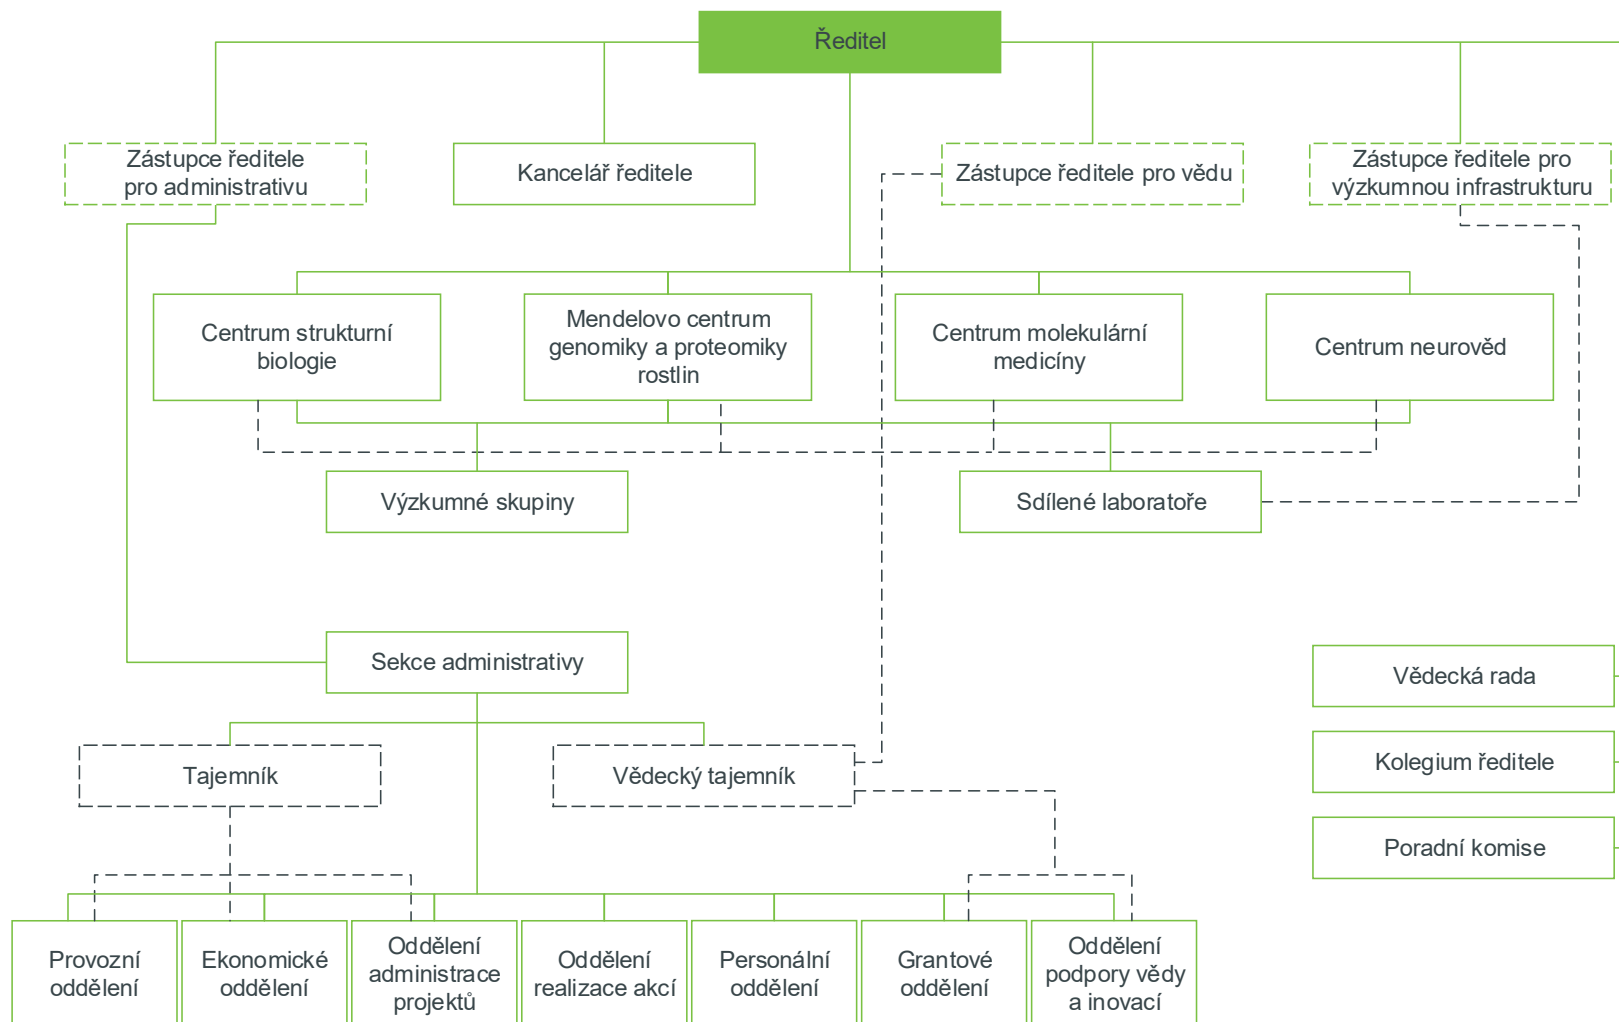 Ředitel
Zástupce ředitele
pro administrativu
Kancelář ředitele
Zástupce ředitele pro vědu
Zástupce ředitele pro
výzkumnou infrastrukturu
Centrum strukturní
biologie
Mendelovo centrum
genomiky a proteomiky
rostlin
Centrum molekulární
medicíny
Centrum neurověd
Výzkumné skupiny
Sdílené laboratoře
Sekce administrativy
Vědecká rada
Tajemník
Vědecký tajemník
Kolegium ředitele
Poradní komise
Provozní
oddělení
Ekonomické
oddělení
Oddělení
administrace
projektů
Oddělení
realizace akcí
Personální
oddělení
Grantové
oddělení
Oddělení
podpory vědy
a inovací